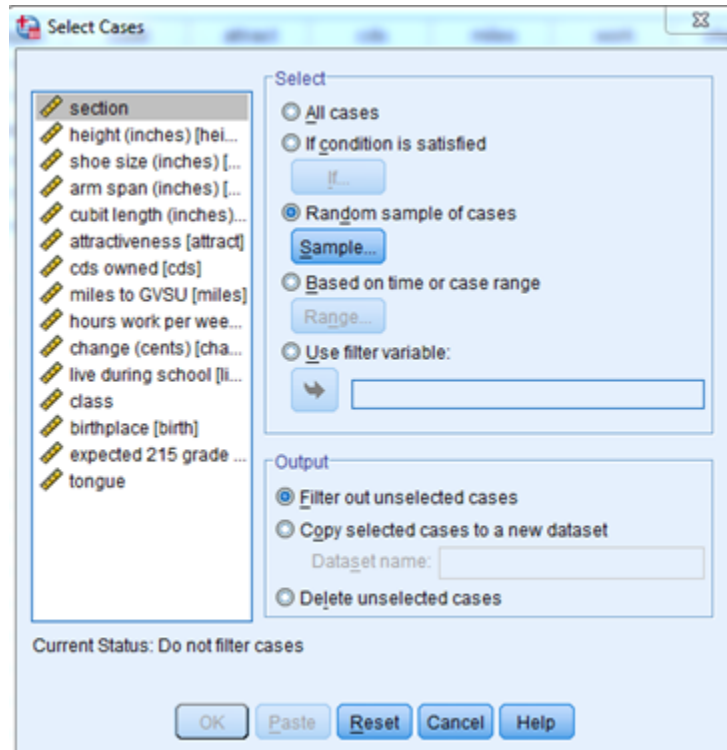 Select Cases
attract cds miles work
section
height (inches) [hei...
shoe size (inches) [...
arm span (inches) [...
cubit length (inches)...
attractiveness [attract]
cds owned [cds]
miles to GVSU [miles]
hours work per wee...
change (cents) [cha...
live during school [li...
class
birthplace [birth]
expected 215 grade ...
tongue
Select
All cases
If condition is satisfied
If...
Random sample of cases
Sample...
Based on time or case range
Range...
Use filter variable:
Output
Filter out unselected cases
Copy selected cases to a new dataset
Dataset name:
Delete unselected cases
Current Status: Do not filter cases
OK Paste Reset Cancel Help